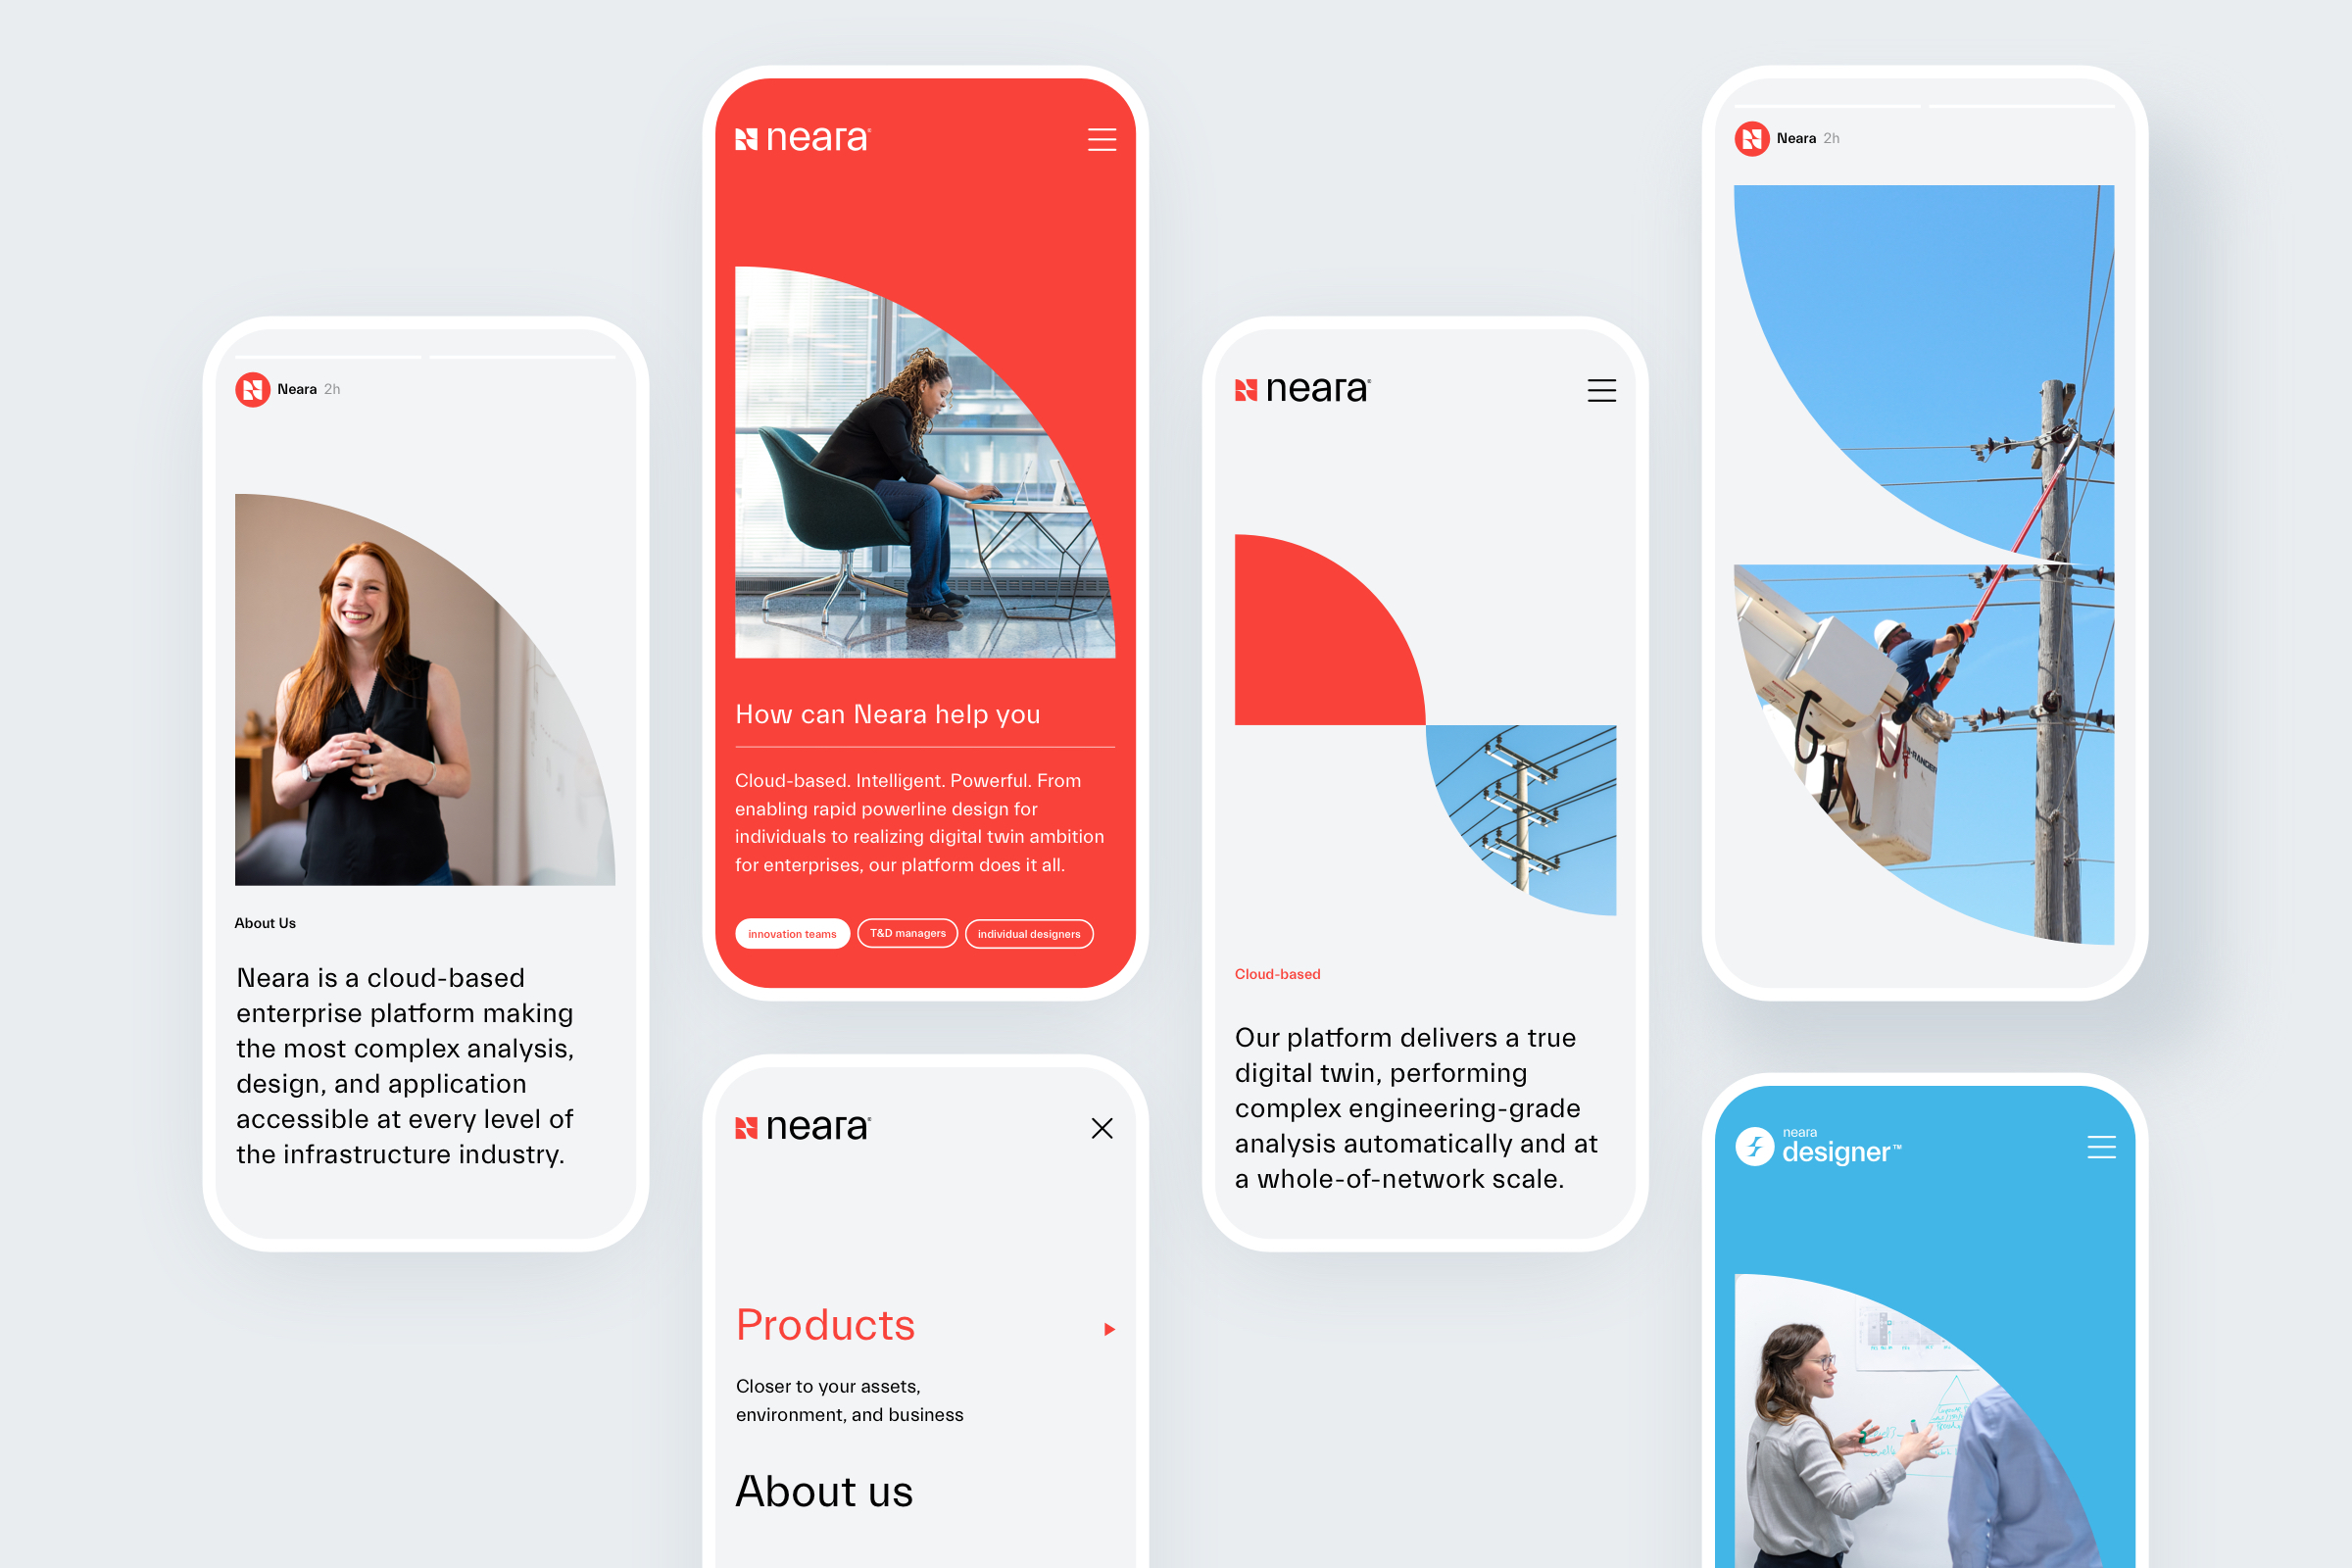 Neara 2h
About Us
Neara is a cloud-based
enterprise platform making
the most complex analysis,
design, and application
accessible at every level of
the infrastructure industry.
neara
How can Neara help you
Cloud-based. Intelligent. Powerful. From
enabling rapid powerline design for
individuals to realizing digital twin ambition
for enterprises, our platform does it all.
innovation teams T&D managers individual designers
neara
Products
Closer to your assets,
environment, and business
About us
neara
Cloud-based
Our platform delivers a true
digital twin, performing
complex engineering-grade
analysis automatically and at
a whole-of-network scale.
Neara 2h
neara
designer™